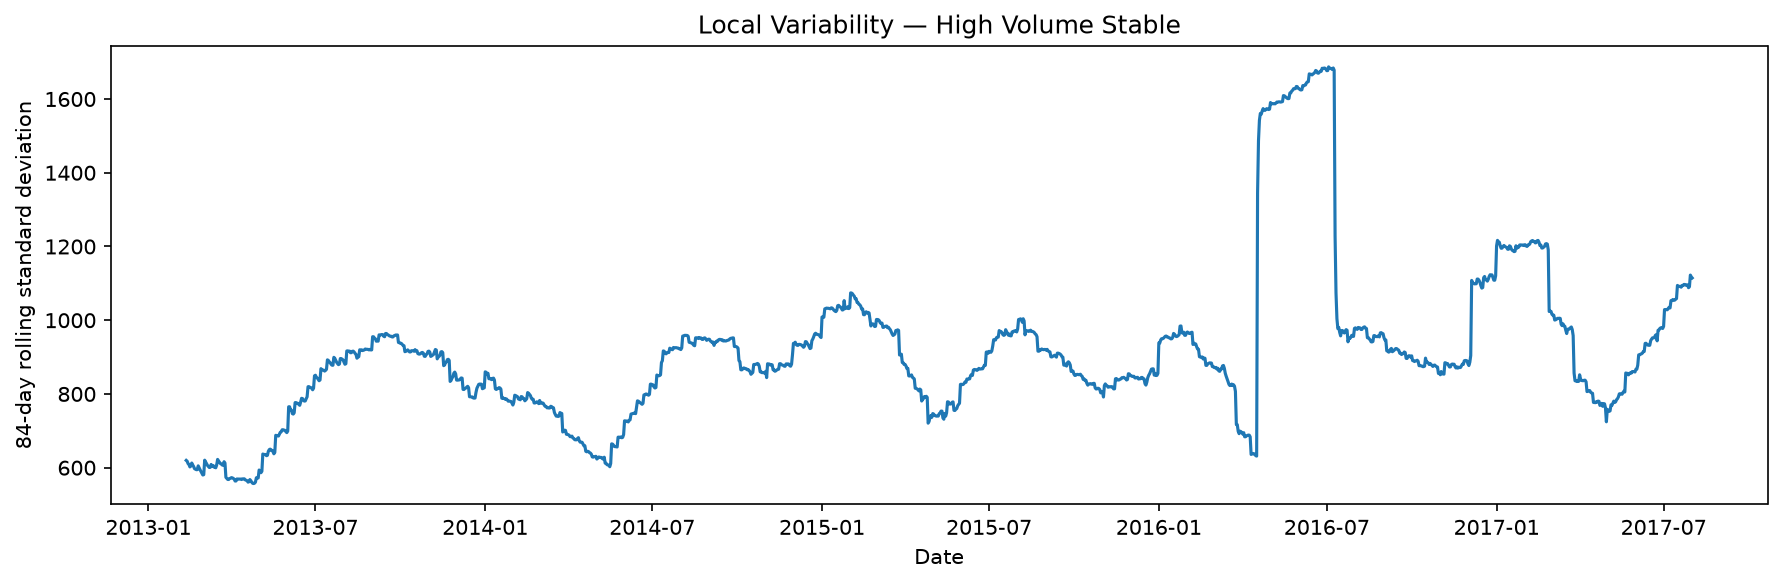 Local Variability — High Volume Stable
84-day rolling standard deviation
1600
1400
1200
1000
800
600
2013-01 2013-07 2014-01 2014-07 2015-01 2015-07 2016-01 2016-07 2017-01 2017-07
Date